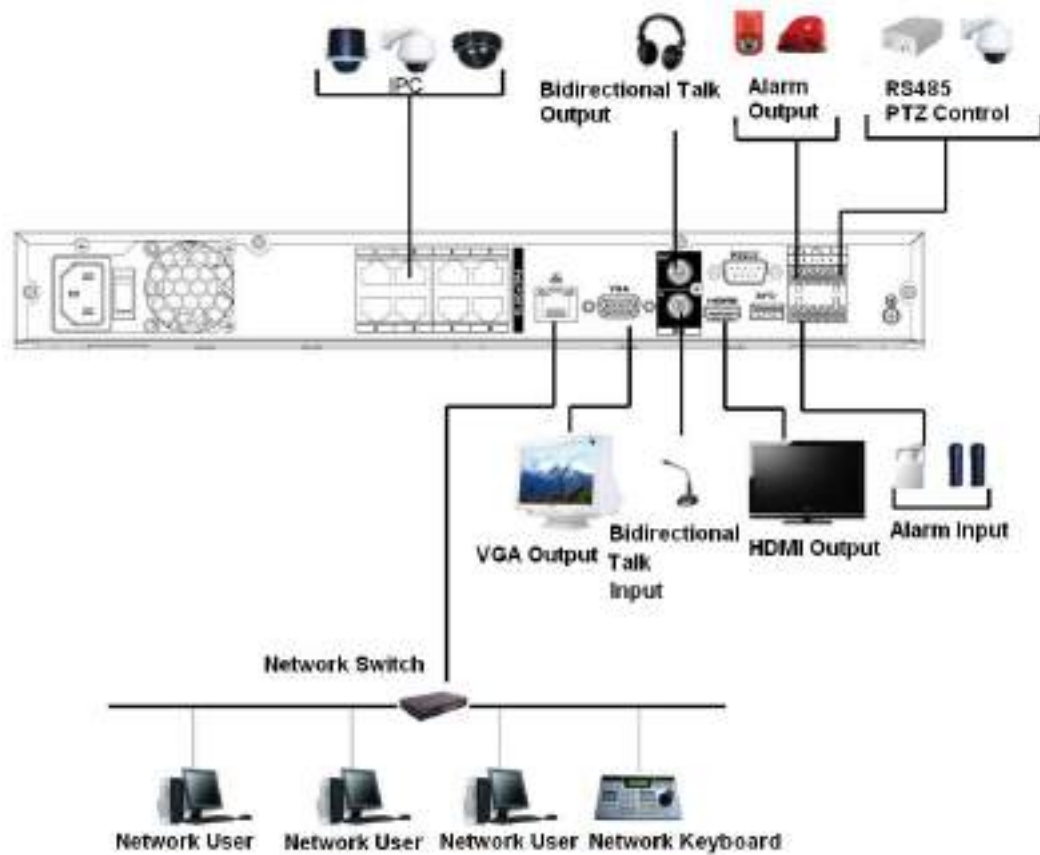 IPC
Bidirectional Talk
Output
Alarm
Output
RS485
PTZ Control
VGA
HDMI
VGA Output
Bidirectional
Talk
Input
HDMI Output
Alarm Input
Network Switch
Network User
Network User
Network User
Network Keyboard